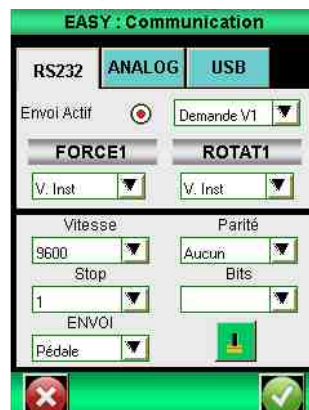 EASY : Communication
RS232 ANALOG USB
Envoi Actif Demande V1
FORCE1 ROTAT1
V. Inst V. Inst
Vitesse Parité
9600 Aucun
Stop Bits
1
ENVOI
Pédale